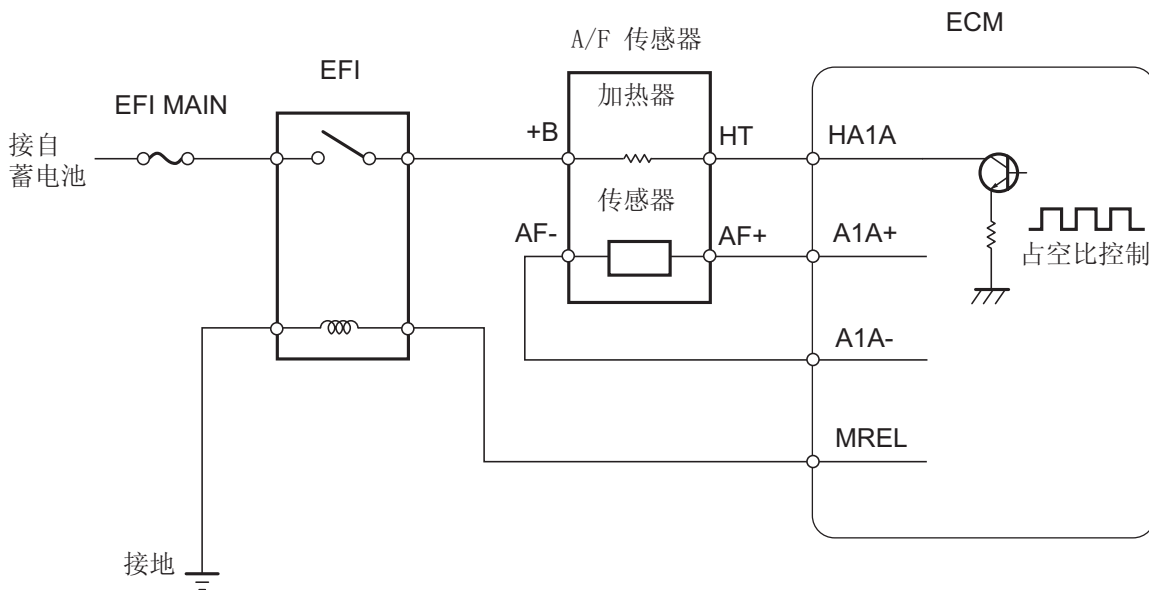 ECM
A/F 传感器
EFI
EFI MAIN
加热器
+B
HT
HA1A
接自
蓄电池
传感器
AF-
AF+
A1A+
占空比控制
A1A-
MREL
接地